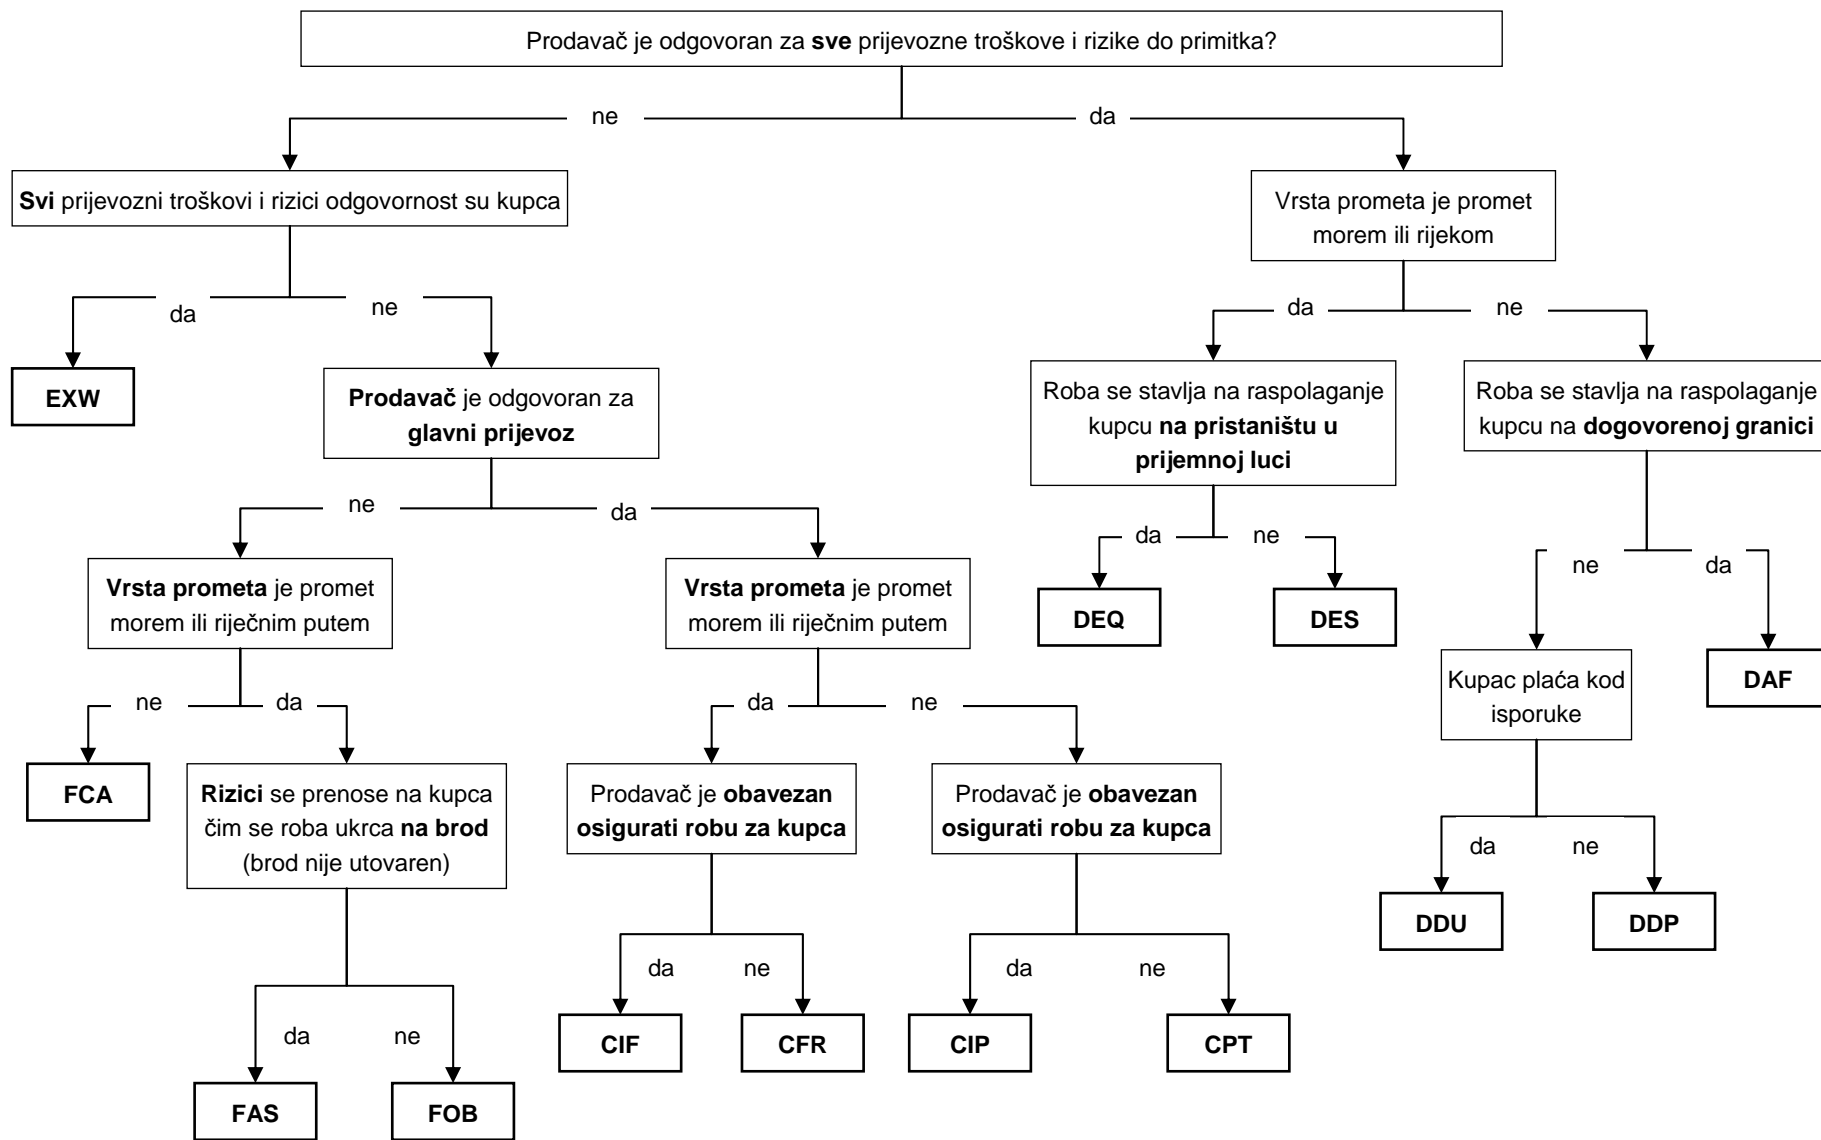 Prodavač je odgovoran za sve prijevozne troškove i rizike do primitka?
ne
da
Svi prijevozni troškovi i rizici odgovornost su kupca
Vrsta prometa je promet
morem ili rijekom
da
ne
da
ne
EXW
Prodavač je odgovoran za
glavni prijevoz
Roba se stavlja na raspolaganje
kupcu na pristaništu u
prijemnoj luci
Roba se stavlja na raspolaganje
kupcu na dogovorenoj granici
ne
da
da
ne
ne
da
Vrsta prometa je promet
morem ili riječnim putem
Vrsta prometa je promet
morem ili riječnim putem
DEQ
DES
Kupac plaća kod
isporuke
DAF
ne
da
da
ne
FCA
Rizici se prenose na kupca
čim se roba ukrca na brod
(brod nije utovaren)
Prodavač je obavezan
osigurati robu za kupca
Prodavač je obavezan
osigurati robu za kupca
da
ne
DDU
DDP
da
ne
da
ne
da
ne
CIF
CFR
CIP
CPT
FAS
FOB